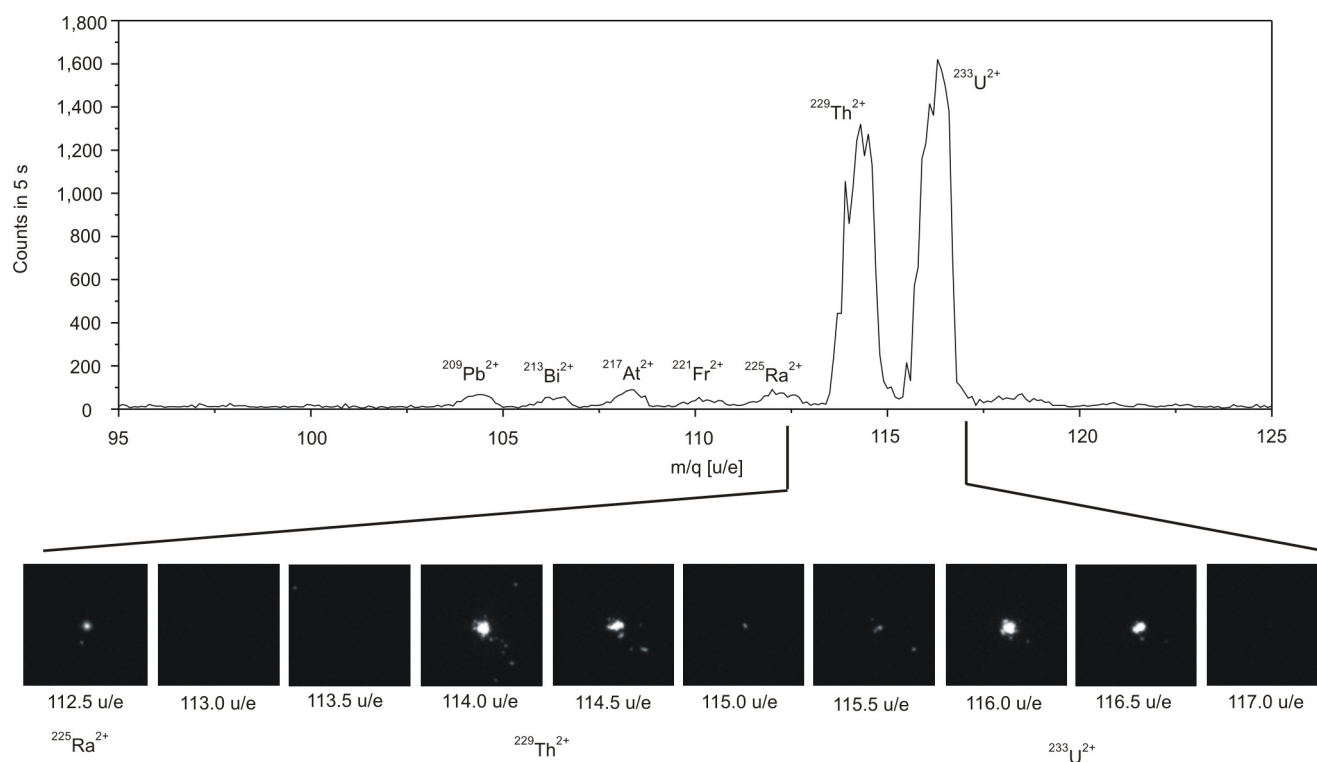 1,800
1,600
1,400
1,200
1,000
800
600
400
200
0
Counts in 5 s
²³³U²⁺
²²⁹Th²⁺
²⁰⁹Pb²⁺ ²¹³Bi²⁺ ²¹⁷At²⁺ ²²¹Fr²⁺ ²²⁵Ra²⁺
95 100 105 110 115 120 125
m/q [u/e]
112.5 u/e 113.0 u/e 113.5 u/e 114.0 u/e 114.5 u/e 115.0 u/e 115.5 u/e 116.0 u/e 116.5 u/e 117.0 u/e
²²⁵Ra²⁺ ²²⁹Th²⁺ ²³³U²⁺